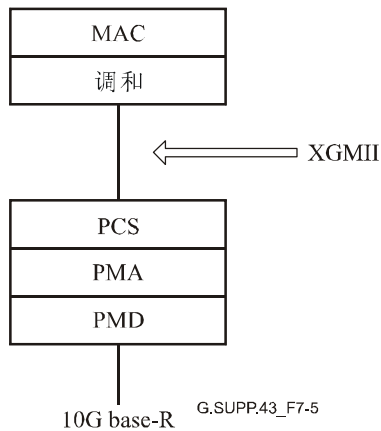 MAC
调和
XGMII
PCS
PMA
PMD
10G base-R
G.SUPP.43_F7-5